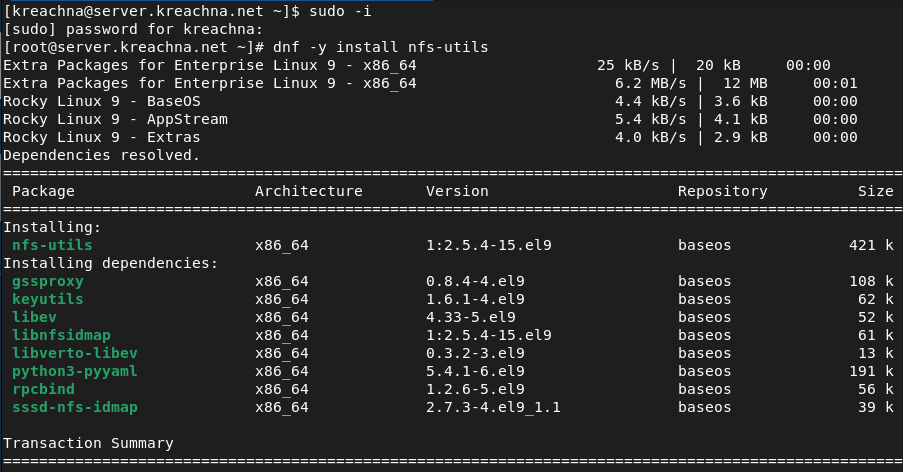 [kreachna@server.kreachna.net ~]$ sudo -i
[sudo] password for kreachna:
[root@server.kreachna.net ~]# dnf -y install nfs-utils
Extra Packages for Enterprise Linux 9 - x86_64 25 kB/s | 20 kB 00:00
Extra Packages for Enterprise Linux 9 - x86_64 6.2 MB/s | 12 MB 00:01
Rocky Linux 9 - BaseOS 4.4 kB/s | 3.6 kB 00:00
Rocky Linux 9 - AppStream 5.4 kB/s | 4.1 kB 00:00
Rocky Linux 9 - Extras 4.0 kB/s | 2.9 kB 00:00
Dependencies resolved.
====================================================================================================
Package Architecture Version Repository Size
====================================================================================================
Installing:
nfs-utils x86_64 1:2.5.4-15.el9 baseos 421 k
Installing dependencies:
gssproxy x86_64 0.8.4-4.el9 baseos 108 k
keyutils x86_64 1.6.1-4.el9 baseos 62 k
libev x86_64 4.33-5.el9 baseos 52 k
libnfsidmap x86_64 1:2.5.4-15.el9 baseos 61 k
libverto-libev x86_64 0.3.2-3.el9 baseos 13 k
python3-pyyaml x86_64 5.4.1-6.el9 baseos 191 k
rpcbind x86_64 1.2.6-5.el9 baseos 56 k
sssd-nfs-idmap x86_64 2.7.3-4.el9_1.1 baseos 39 k
Transaction Summary
====================================================================================================